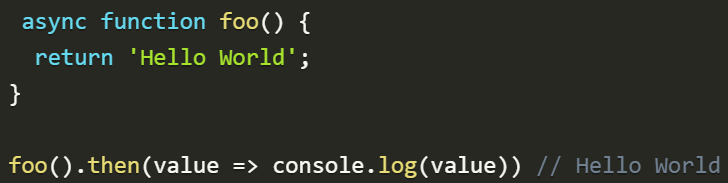 async function foo() {
return 'Hello World';
}
foo().then(value => console.log(value)) // Hello World